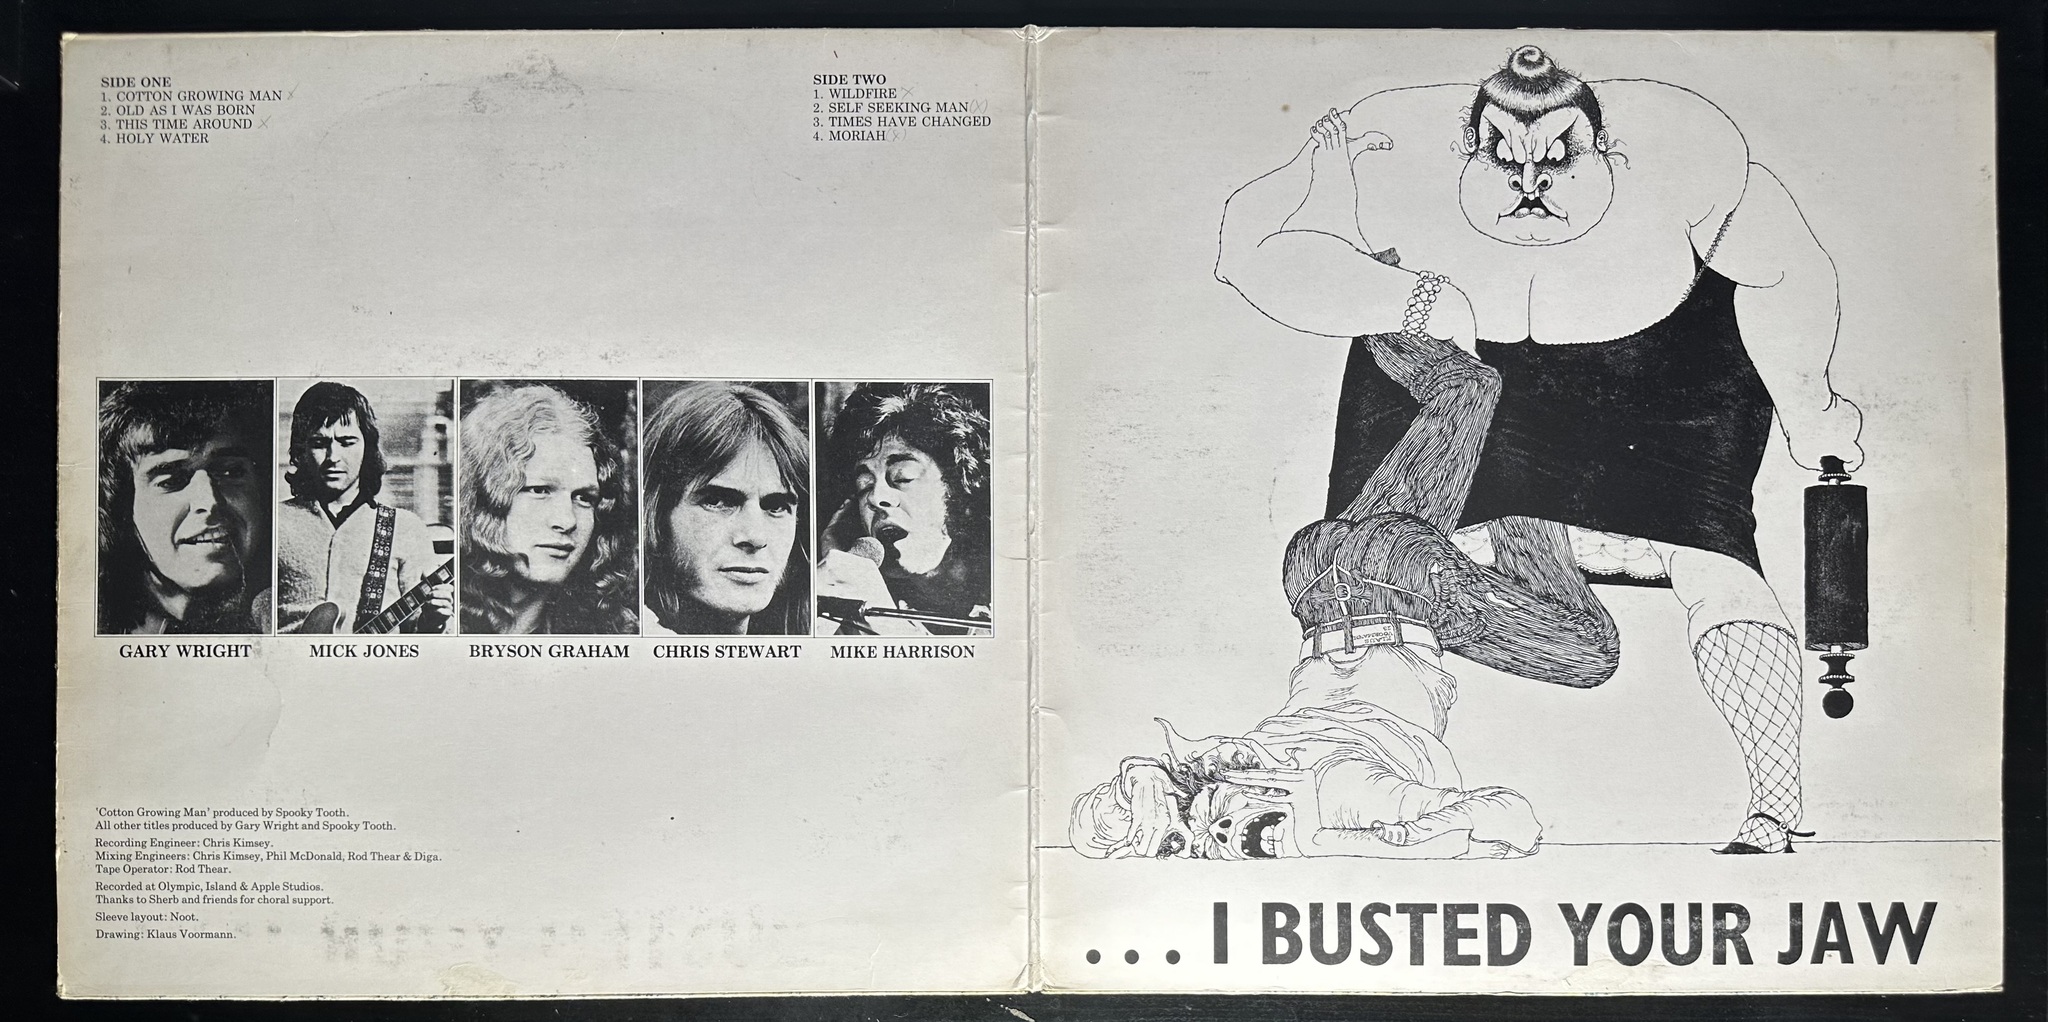 SIDE ONE
1. COTTON GROWING MAN x
2. OLD AS I WAS BORN
3. THIS TIME AROUND x
4. HOLY WATER
SIDE TWO
1. WILDFIRE x
2. SELF SEEKING MAN (x)
3. TIMES HAVE CHANGED
4. MORIAH (x)
GARY WRIGHT MICK JONES BRYSON GRAHAM CHRIS STEWART MIKE HARRISON
'Cotton Growing Man' produced by Spooky Tooth.
All other titles produced by Gary Wright and Spooky Tooth.
Recording Engineer: Chris Kimsey.
Mixing Engineers: Chris Kimsey, Phil McDonald, Rod Thear & Diga.
Tape Operator: Rod Thear.
Recorded at Olympic, Island & Apple Studios.
Thanks to Sherb and friends for choral support.
Sleeve layout: Noot.
Drawing: Klaus Voormann.
KLAUS
VOORMANN
...I BUSTED YOUR JAW